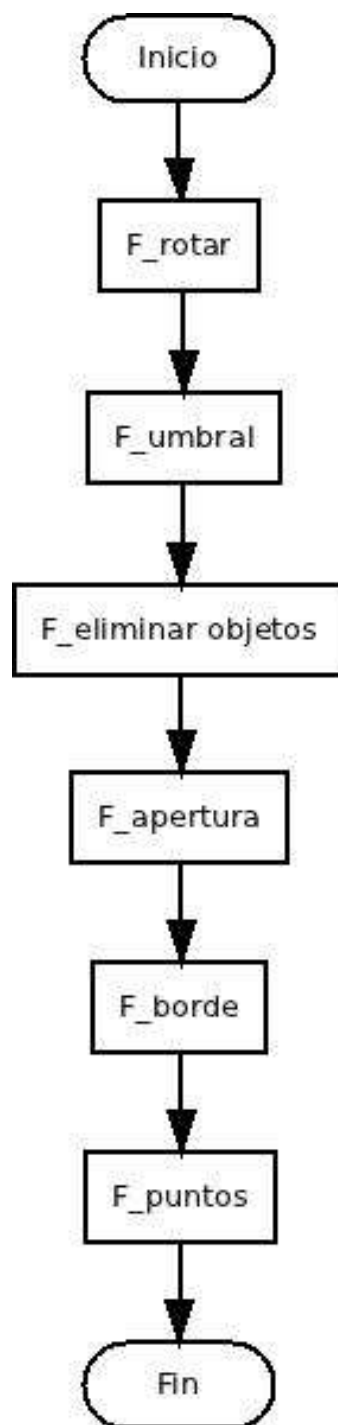 Inicio
F_rotar
F_umbral
F_eliminar objetos
F_apertura
F_borde
F_puntos
Fin